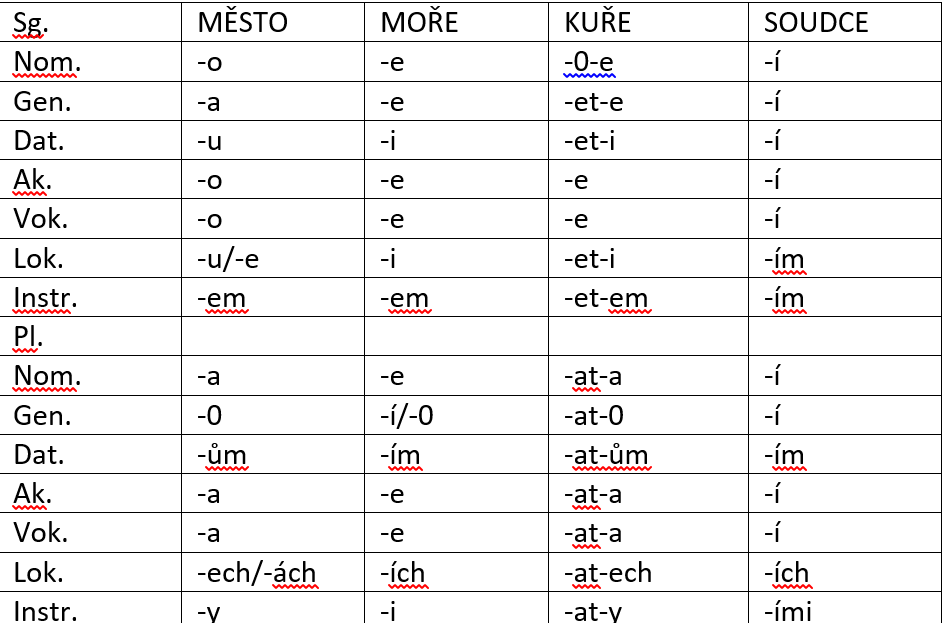 Sg. MĚSTO MOŘE KUŘE SOUDCE
Nom. -o -e -0-e -í
Gen. -a -e -et-e -í
Dat. -u -i -et-i -í
Ak. -o -e -e -í
Vok. -o -e -e -í
Lok. -u/-e -i -et-i -ím
Instr. -em -em -et-em -ím
Pl.
Nom. -a -e -at-a -í
Gen. -0 -í/-0 -at-0 -í
Dat. -ům -ím -at-ům -ím
Ak. -a -e -at-a -í
Vok. -a -e -at-a -í
Lok. -ech/-ách -ích -at-ech -ích
Instr. -y -i -at-y -ími